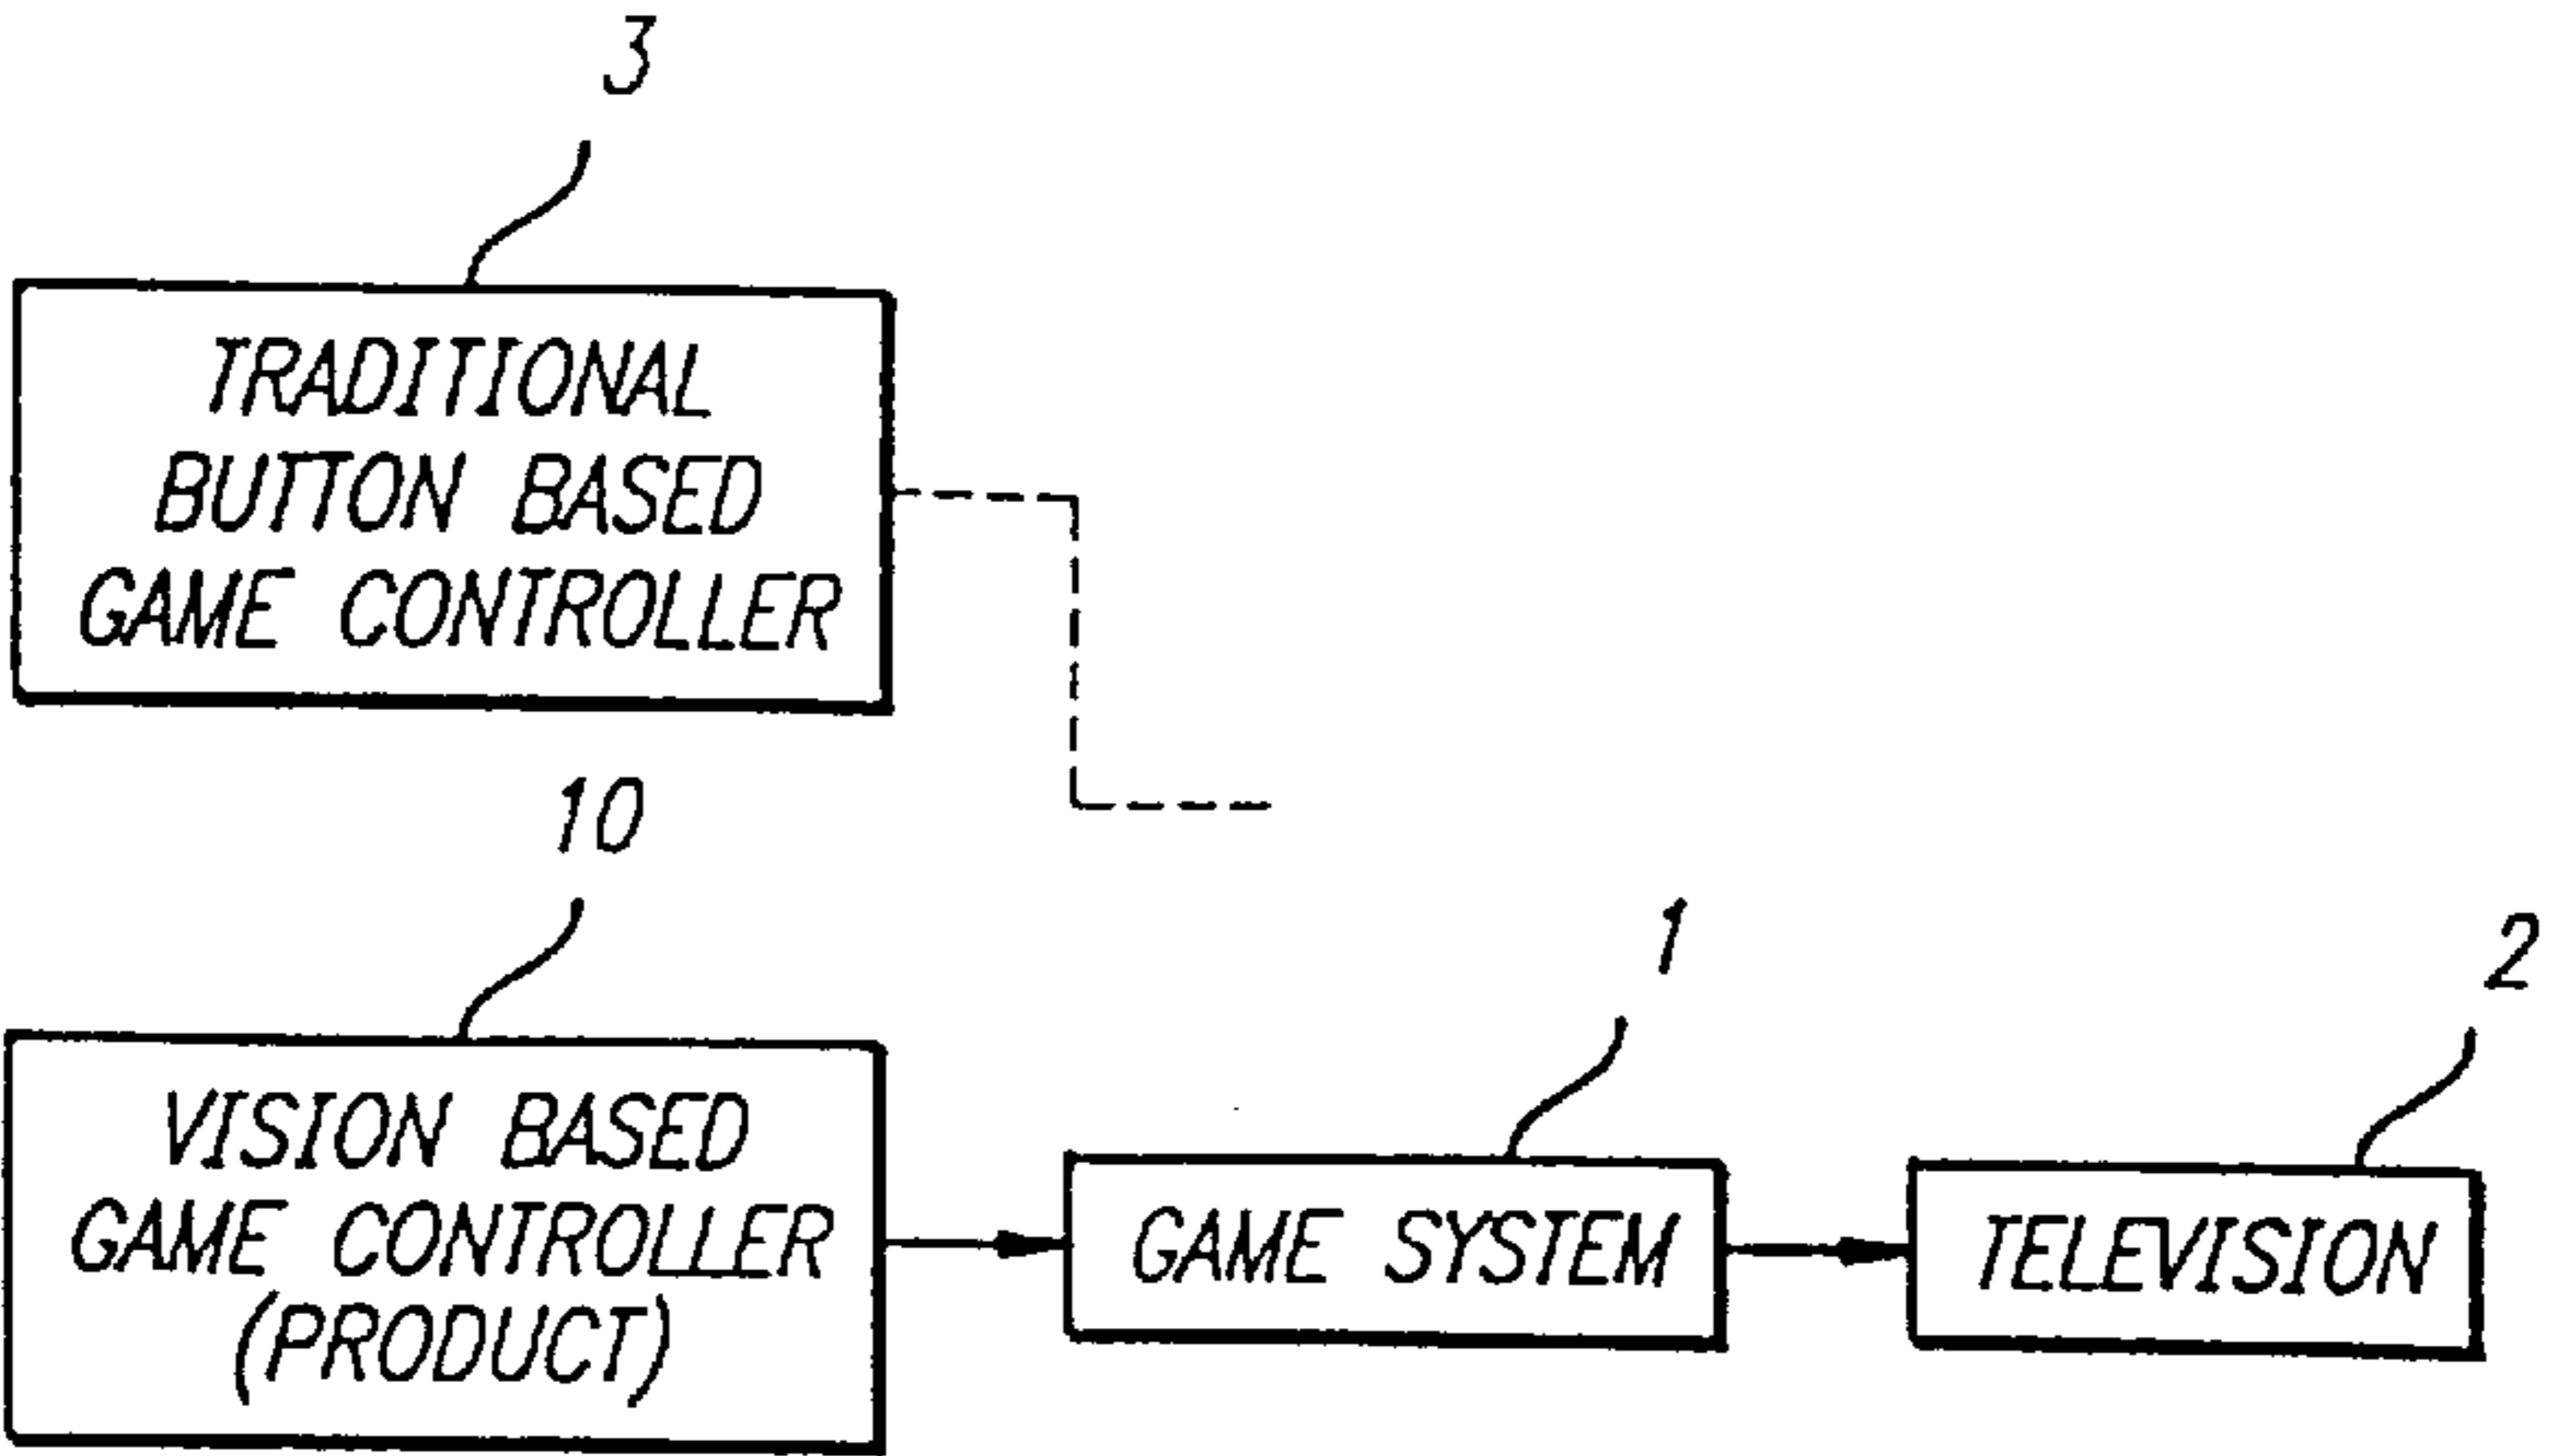 3
TRADITIONAL
BUTTON BASED
GAME CONTROLLER
10
VISION BASED
GAME CONTROLLER
(PRODUCT)
1
GAME SYSTEM
2
TELEVISION